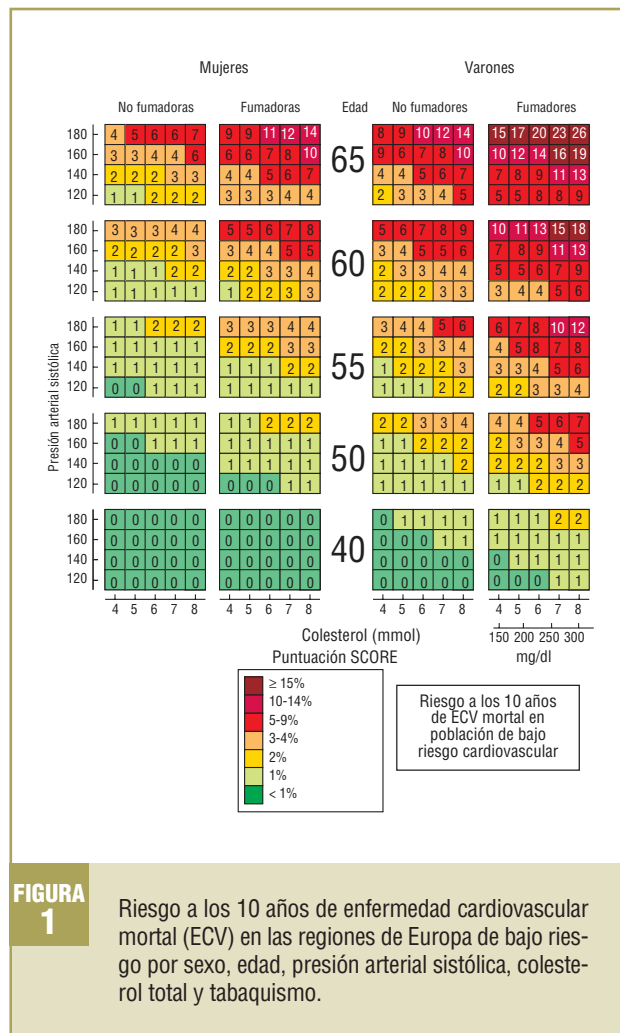 Mujeres Varones
No fumadoras Fumadoras Edad No fumadores Fumadores
Presión arterial sistólica
180 4 5 6 6 7 9 9 11 12 14 8 9 10 12 14 15 17 20 23 26
160 3 3 4 4 6 6 6 7 8 10 65 9 6 7 8 10 10 12 14 16 19
140 2 2 2 3 3 4 4 5 6 7 4 4 5 6 7 7 8 9 11 13
120 1 1 2 2 2 3 3 3 4 4 2 3 3 4 5 5 5 8 8 9
180 3 3 3 4 4 5 5 6 7 8 5 6 7 8 9 10 11 13 15 18
160 2 2 2 2 3 3 4 4 5 5 60 3 4 5 5 6 7 8 9 11 13
140 1 1 1 2 2 2 2 3 3 4 2 3 3 4 4 5 5 6 7 9
120 1 1 1 1 1 1 2 2 3 3 2 2 2 3 3 3 4 4 5 6
180 1 1 2 2 2 3 3 3 4 4 3 4 4 5 6 6 7 8 10 12
160 1 1 1 1 1 2 2 2 3 3 55 2 2 3 3 4 4 5 8 7 8
140 1 1 1 1 1 1 1 1 2 2 1 2 2 2 3 3 3 4 5 6
120 0 0 1 1 1 1 1 1 1 1 1 1 1 2 2 2 2 3 3 4
180 1 1 1 1 1 1 1 2 2 2 2 2 3 3 4 4 4 5 6 7
160 0 0 1 1 1 1 1 1 1 1 50 1 1 2 2 2 2 3 3 4 5
140 0 0 0 0 0 1 1 1 1 1 1 1 1 1 2 2 2 2 3 3
120 0 0 0 0 0 0 0 0 1 1 1 1 1 1 1 1 1 2 2 2
180 0 0 0 0 0 0 0 0 0 0 0 1 1 1 1 1 1 1 2 2
160 0 0 0 0 0 0 0 0 0 0 40 0 0 0 1 1 1 1 1 1 1
140 0 0 0 0 0 0 0 0 0 0 0 0 0 0 0 0 1 1 1 1
120 0 0 0 0 0 0 0 0 0 0 0 0 0 0 0 0 0 0 1 1
4 5 6 7 8 4 5 6 7 8 4 5 6 7 8 4 5 6 7 8
150 200 250 300
Colesterol (mmol) mg/dl
Puntuación SCORE
≥ 15%
10-14%
5-9%
3-4%
2%
1%
< 1%
Riesgo a los 10 años
de ECV mortal en
población de bajo
riesgo cardiovascular
FIGURA
1
Riesgo a los 10 años de enfermedad cardiovascular
mortal (ECV) en las regiones de Europa de bajo ries-
go por sexo, edad, presión arterial sistólica, coleste-
rol total y tabaquismo.